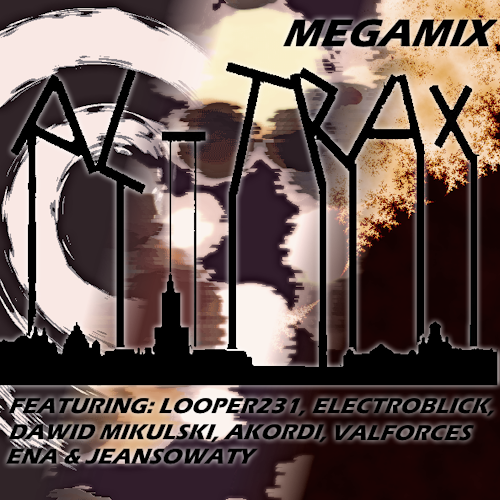 MEGAMIX
AL-TRAX
FEATURING: LOOPER231, ELECTROBLICK,
DAWID MIKULSKI, AKORDI, VALFORCES
ENA & JEANSOWATY